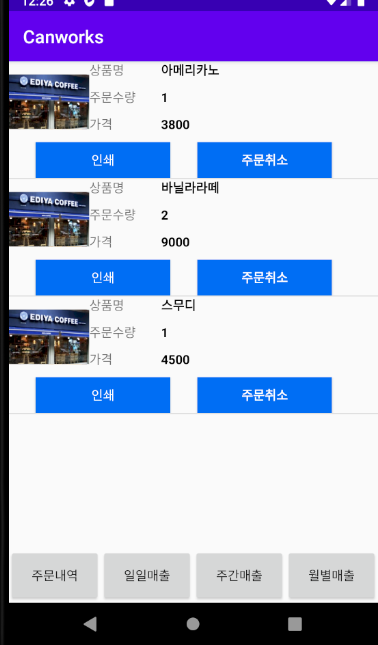 12:26
Canworks
EDIYA COFFEE
상품명 아메리카노
주문수량 1
가격 3800
인쇄 주문취소
EDIYA COFFEE
상품명 바닐라라떼
주문수량 2
가격 9000
인쇄 주문취소
EDIYA COFFEE
상품명 스무디
주문수량 1
가격 4500
인쇄 주문취소
주문내역 일일매출 주간매출 월별매출